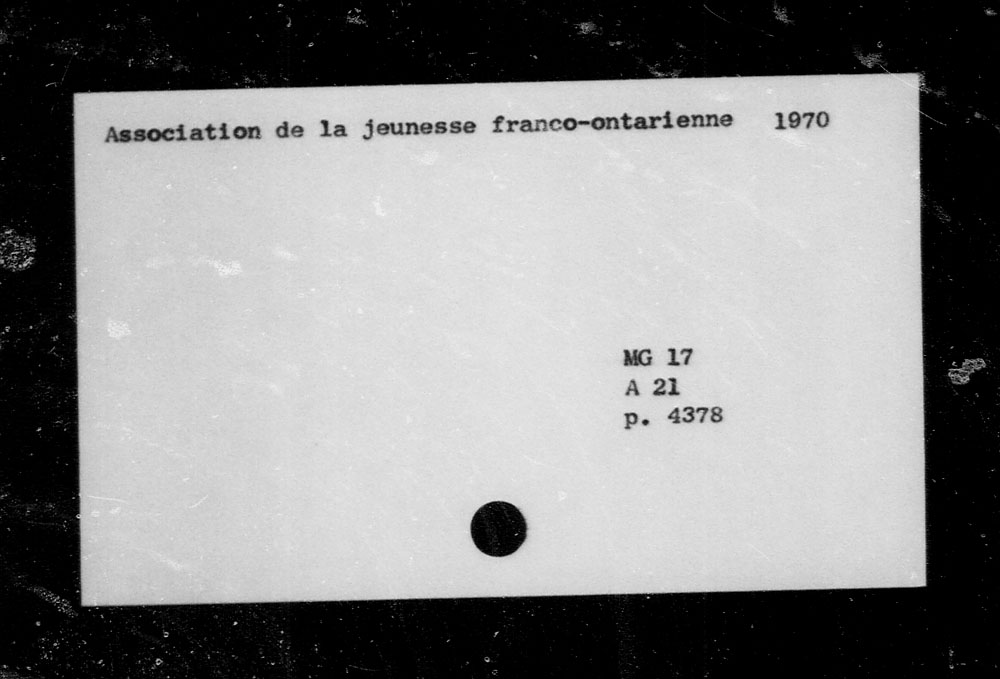 Association de la jeunesse franco-ontarienne 1970
MG 17
A 21
p. 4378